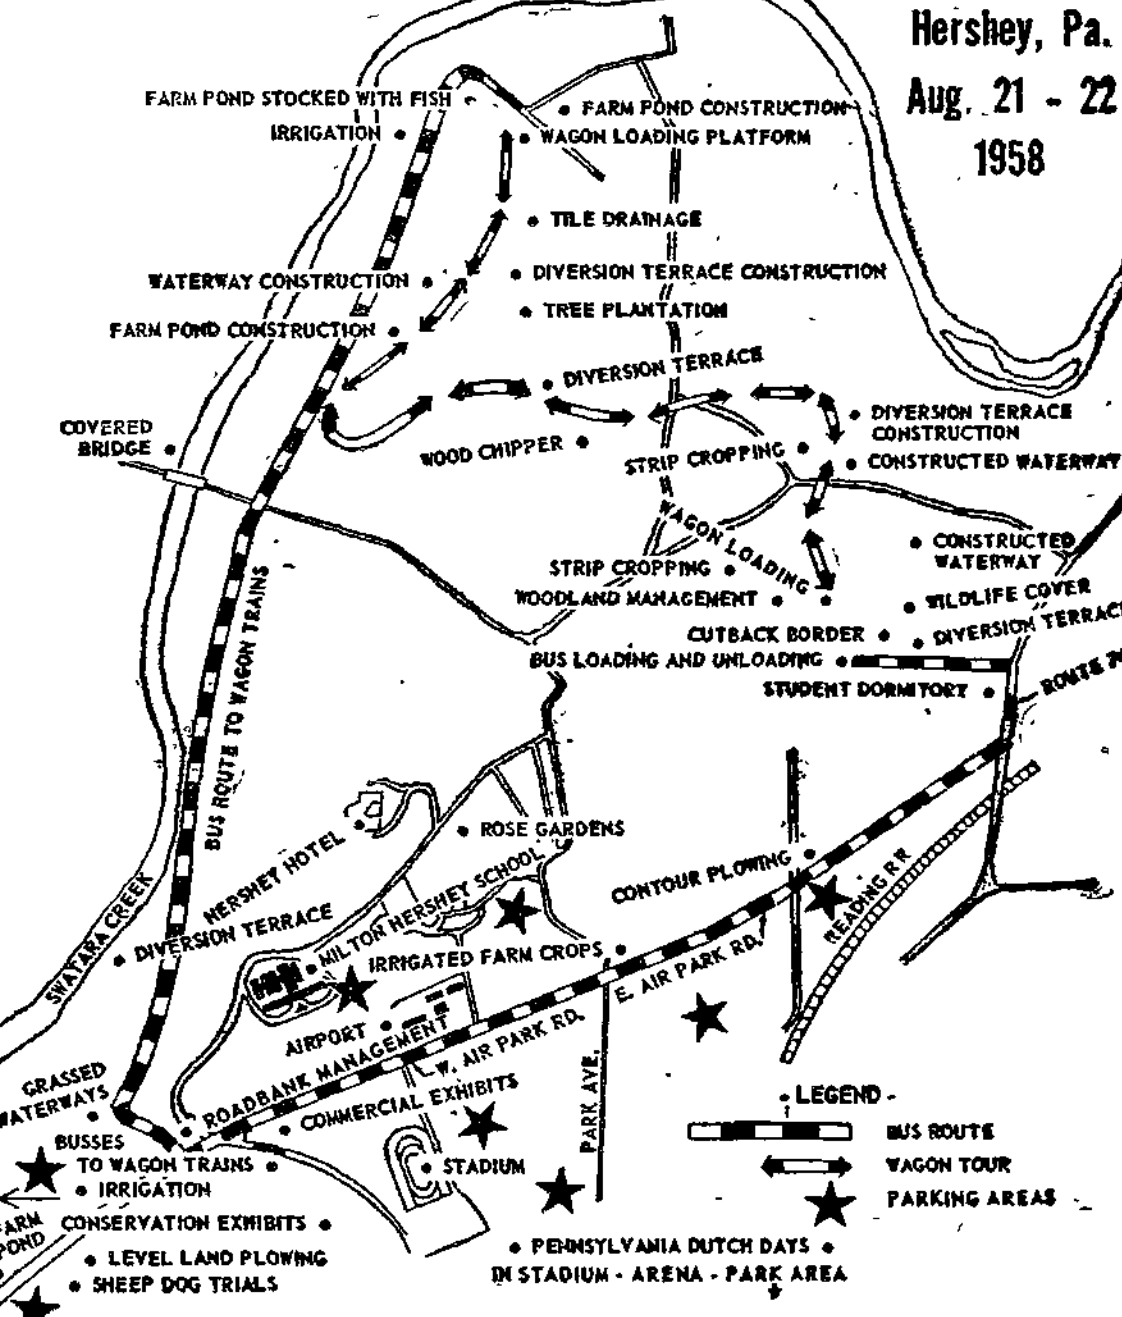 Hershey, Pa.
Aug. 21 - 22
1958
FARM POND STOCKED WITH FISH
FARM POND CONSTRUCTION
IRRIGATION
WAGON LOADING PLATFORM
TILE DRAINAGE
WATERWAY CONSTRUCTION
DIVERSION TERRACE CONSTRUCTION
TREE PLANTATION
FARM POND CONSTRUCTION
DIVERSION TERRACE
COVERED
BRIDGE
DIVERSION TERRACE
CONSTRUCTION
WOOD CHIPPER
STRIP CROPPING
CONSTRUCTED WATERWAY
WAGON LOADING
CONSTRUCTED
WATERWAY
STRIP CROPPING
WOODLAND MANAGEMENT
WILDLIFE COVER
CUTBACK BORDER
DIVERSION TERRACE
BUS LOADING AND UNLOADING
STUDENT DORMITORY
ROUTE
BUS ROUTE TO WAGON TRAINS
ROSE GARDENS
HERSHEY HOTEL
MILTON HERSHEY SCHOOL
CONTOUR PLOWING
READING RR
SWATARA CREEK
DIVERSION TERRACE
IRRIGATED FARM CROPS
E. AIR PARK RD.
AIRPORT
W. AIR PARK RD.
ROADBANK MANAGEMENT
PARK AVE.
GRASSED
WATERWAYS
COMMERCIAL EXHIBITS
- LEGEND -
BUS ROUTE
WAGON TOUR
PARKING AREAS
BUSSES
TO WAGON TRAINS
STADIUM
IRRIGATION
FARM
POND
CONSERVATION EXHIBITS
LEVEL LAND PLOWING
SHEEP DOG TRIALS
PENNSYLVANIA DUTCH DAYS
IN STADIUM - ARENA - PARK AREA